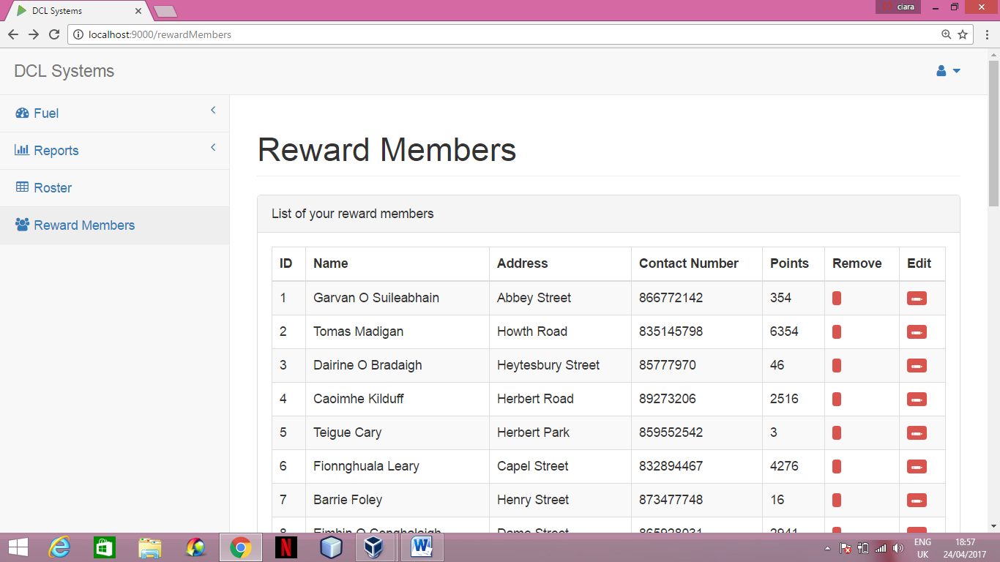 DCL Systems
ciara
localhost:9000/rewardMembers
DCL Systems
Fuel
Reports
Roster
Reward Members
Reward Members
List of your reward members
ID Name Address Contact Number Points Remove Edit
1 Garvan O Suileabhain Abbey Street 866772142 354
2 Tomas Madigan Howth Road 835145798 6354
3 Dairine O Bradaigh Heytesbury Street 85777970 46
4 Caoimhe Kilduff Herbert Road 89273206 2516
5 Teigue Cary Herbert Park 859552542 3
6 Fionnghuala Leary Capel Street 832894467 4276
7 Barrie Foley Henry Street 873477748 16
8 Dame Street
ENG 18:57
UK 24/04/2017